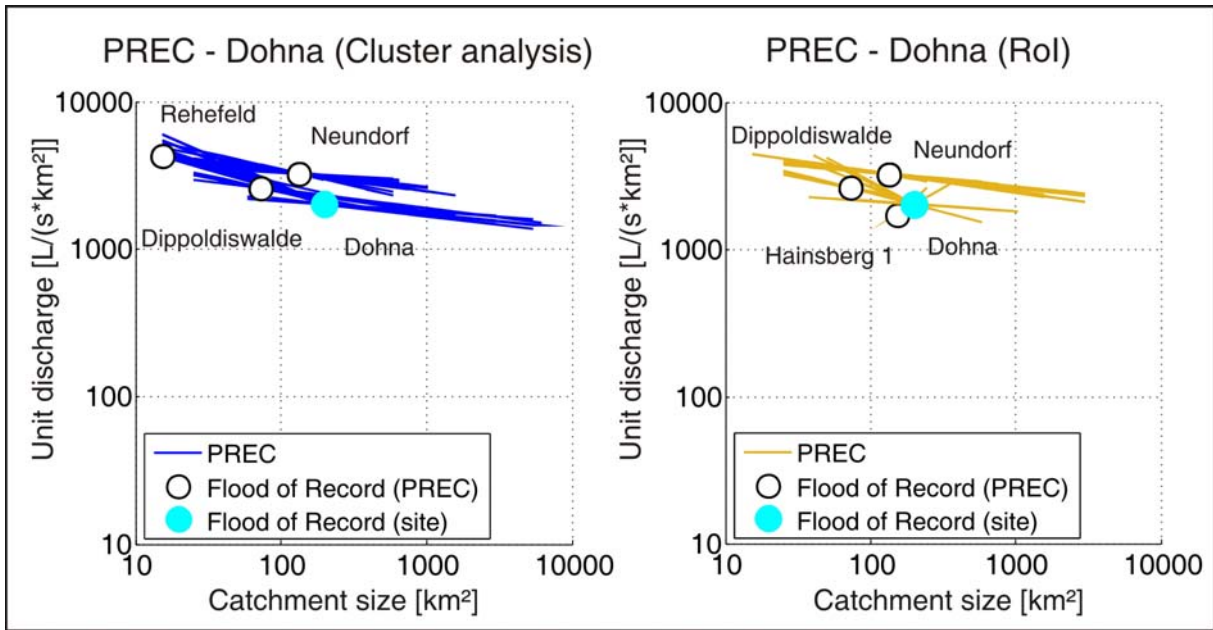 PREC - Dohna (Cluster analysis)
10000
1000
100
10
10
100
1000
10000
Unit discharge [L/(s*km²]]
Catchment size [km²]
Rehefeld
Neundorf
Dippoldiswalde
Dohna
PREC
Flood of Record (PREC)
Flood of Record (site)
PREC - Dohna (RoI)
10000
1000
100
10
10
100
1000
10000
Unit discharge [L/(s*km²]]
Catchment size [km²]
Dippoldiswalde
Neundorf
Hainsberg 1
Dohna
PREC
Flood of Record (PREC)
Flood of Record (site)